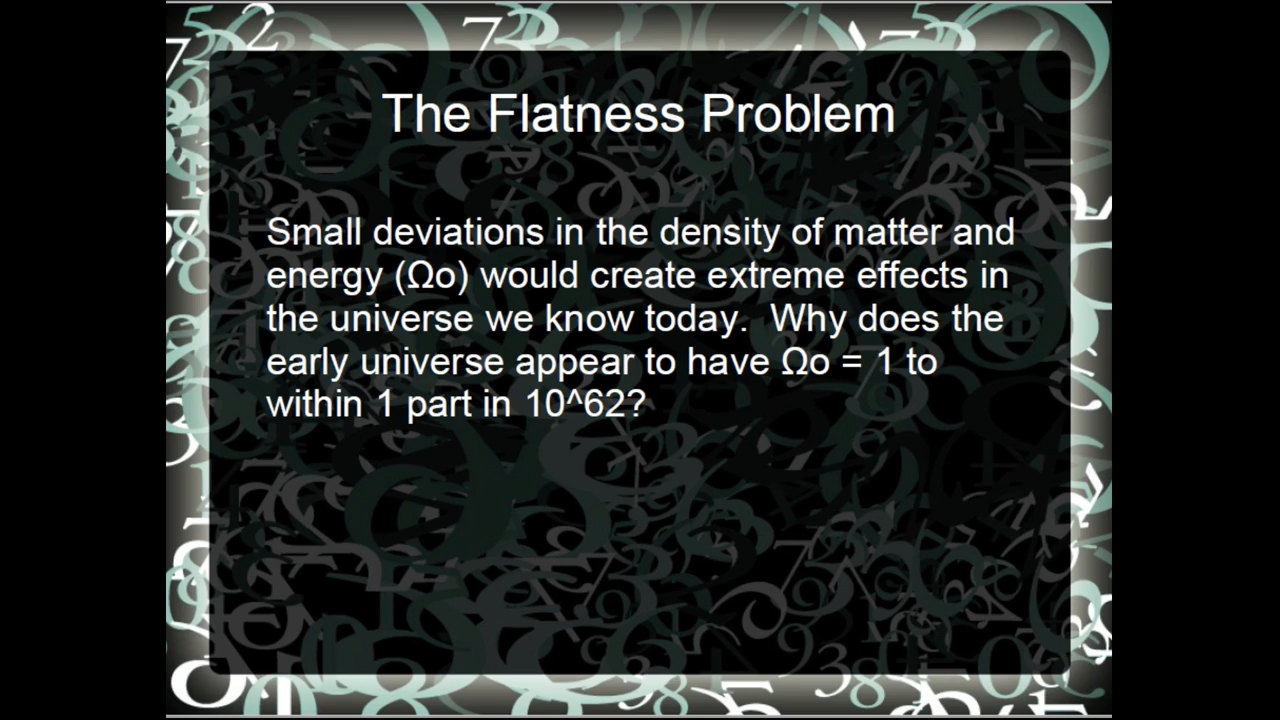 The Flatness Problem
Small deviations in the density of matter and
energy (Ωo) would create extreme effects in
the universe we know today.  Why does the
early universe appear to have Ωo = 1 to
within 1 part in 10^62?